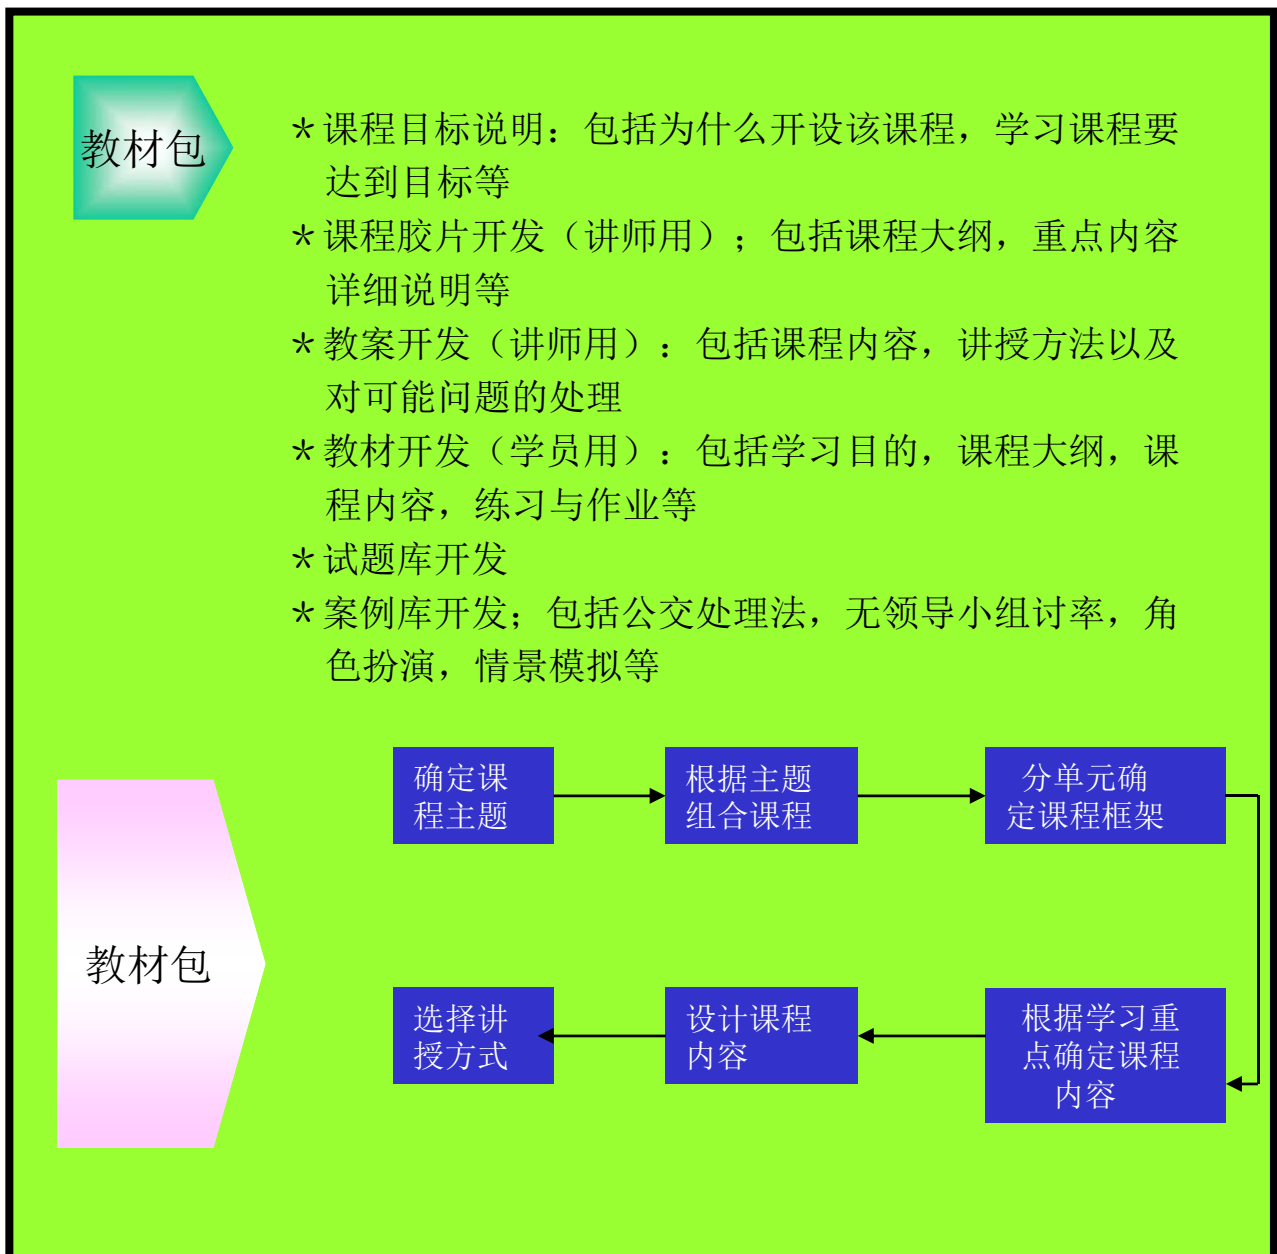 教材包
＊课程目标说明：包括为什么开设该课程，学习课程要
达到目标等
＊课程胶片开发（讲师用）；包括课程大纲，重点内容
详细说明等
＊教案开发（讲师用）：包括课程内容，讲授方法以及
对可能问题的处理
＊教材开发（学员用）：包括学习目的，课程大纲，课
程内容，练习与作业等
＊试题库开发
＊案例库开发；包括公交处理法，无领导小组讨率，角
色扮演，情景模拟等
教材包
确定课
程主题
根据主题
组合课程
分单元确
定课程框架
根据学习重
点确定课程
内容
设计课程
内容
选择讲
授方式